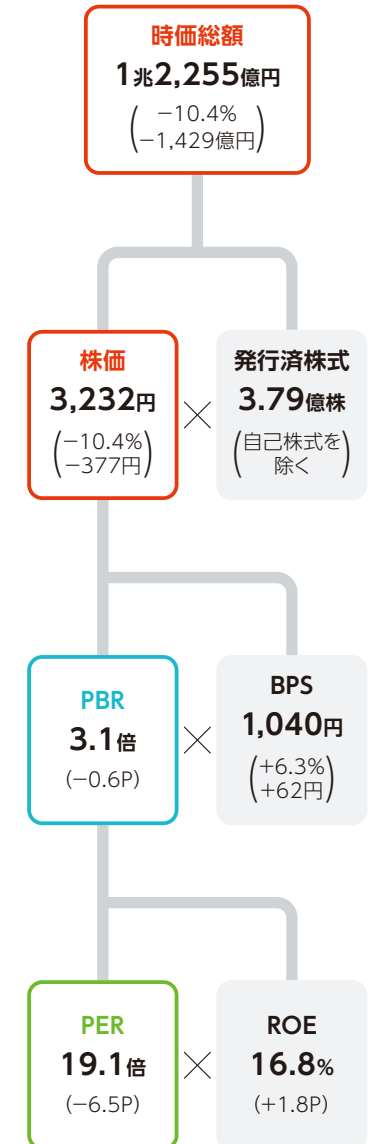 時価総額
1兆2,255億円
(−10.4%
−1,429億円)
株価
3,232円
(−10.4%
−377円)
×
発行済株式
3.79億株
(自己株式を
除く)
PBR
3.1倍
(−0.6P)
×
BPS
1,040円
(+6.3%
+62円)
PER
19.1倍
(−6.5P)
×
ROE
16.8%
(+1.8P)